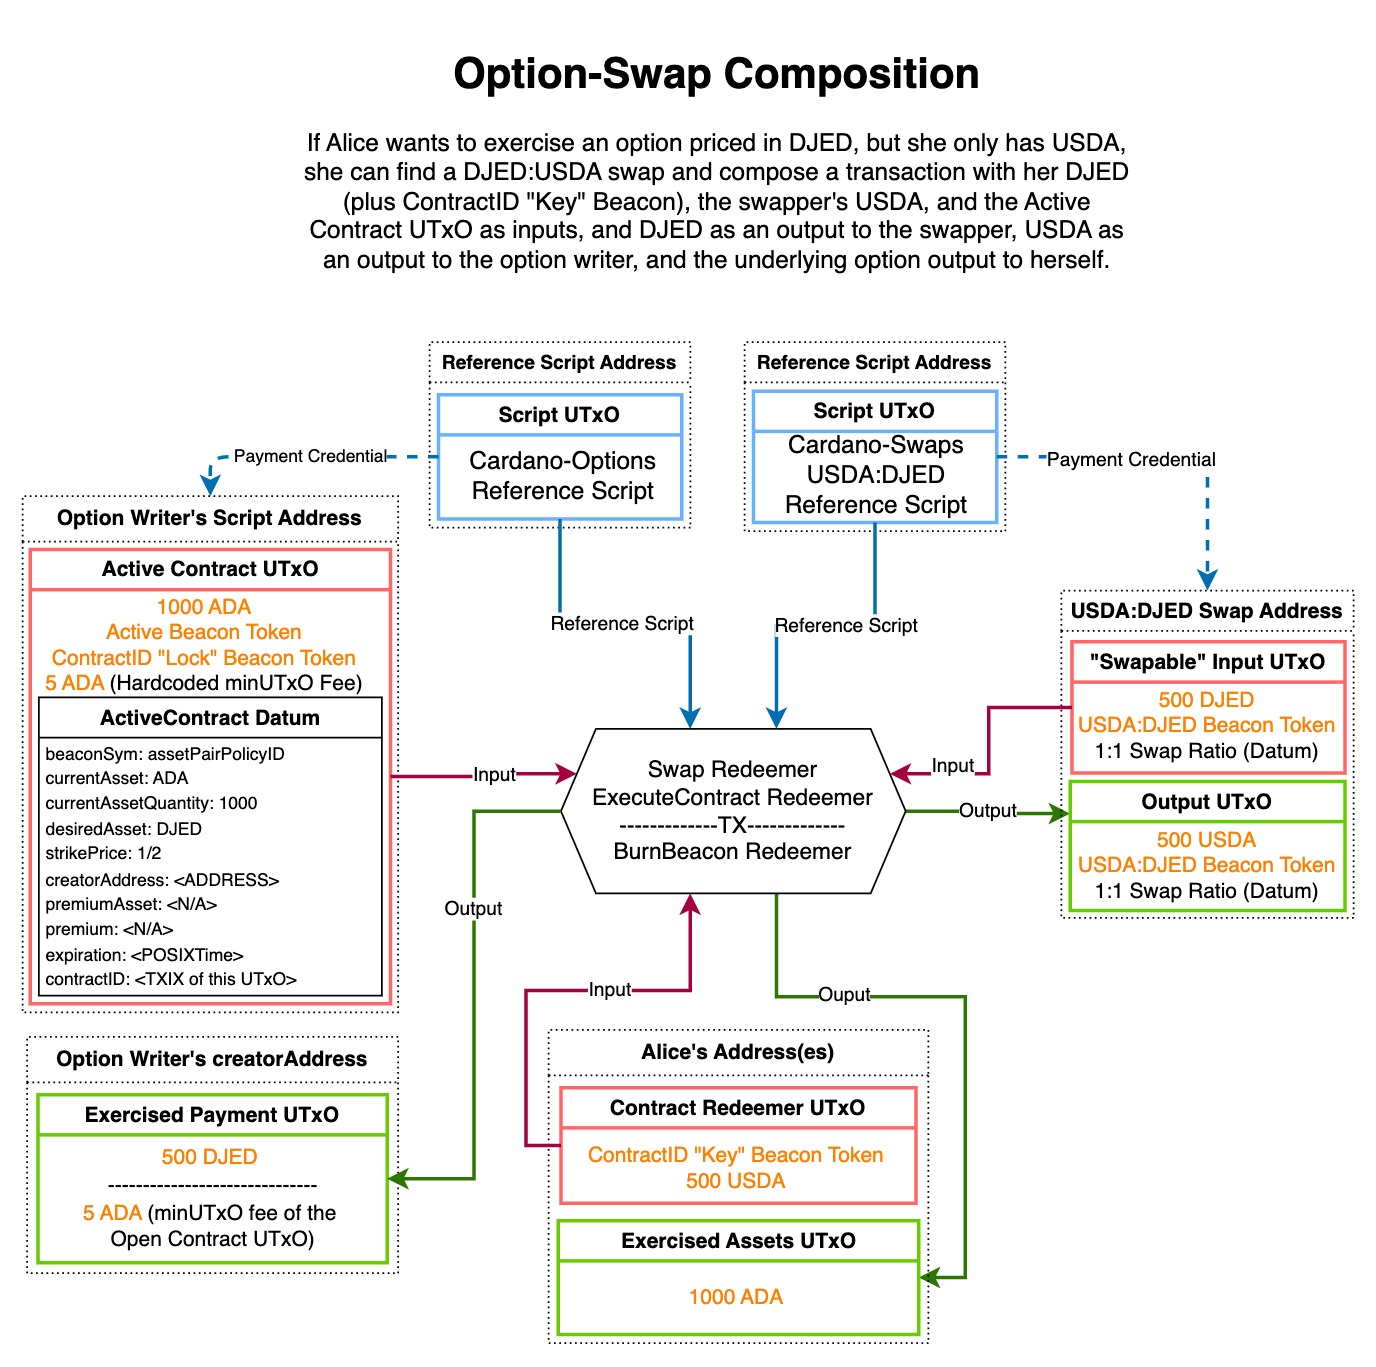 Option-Swap Composition
If Alice wants to exercise an option priced in DJED, but she only has USDA,
she can find a DJED:USDA swap and compose a transaction with her DJED
(plus ContractID "Key" Beacon), the swapper's USDA, and the Active
Contract UTxO as inputs, and DJED as an output to the swapper, USDA as
an output to the option writer, and the underlying option output to herself.
Reference Script Address
Script UTxO
Cardano-Options
Reference Script
Reference Script Address
Script UTxO
Cardano-Swaps
USDA:DJED
Reference Script
Payment Credential
Payment Credential
Reference Script
Reference Script
Option Writer's Script Address
Active Contract UTxO
1000 ADA
Active Beacon Token
ContractID "Lock" Beacon Token
5 ADA (Hardcoded minUTxO Fee)
ActiveContract Datum
beaconSym: assetPairPolicyID
currentAsset: ADA
currentAssetQuantity: 1000
desiredAsset: DJED
strikePrice: 1/2
creatorAddress: <ADDRESS>
premiumAsset: <N/A>
premium: <N/A>
expiration: <POSIXTime>
contractID: <TXIX of this UTxO>
Input
Swap Redeemer
ExecuteContract Redeemer
-------------TX-------------
BurnBeacon Redeemer
Input
Output
USDA:DJED Swap Address
"Swapable" Input UTxO
500 DJED
USDA:DJED Beacon Token
1:1 Swap Ratio (Datum)
Output UTxO
500 USDA
USDA:DJED Beacon Token
1:1 Swap Ratio (Datum)
Output
Input
Ouput
Option Writer's creatorAddress
Exercised Payment UTxO
500 DJED
------------------------------
5 ADA (minUTxO fee of the
Open Contract UTxO)
Alice's Address(es)
Contract Redeemer UTxO
ContractID "Key" Beacon Token
500 USDA
Exercised Assets UTxO
1000 ADA